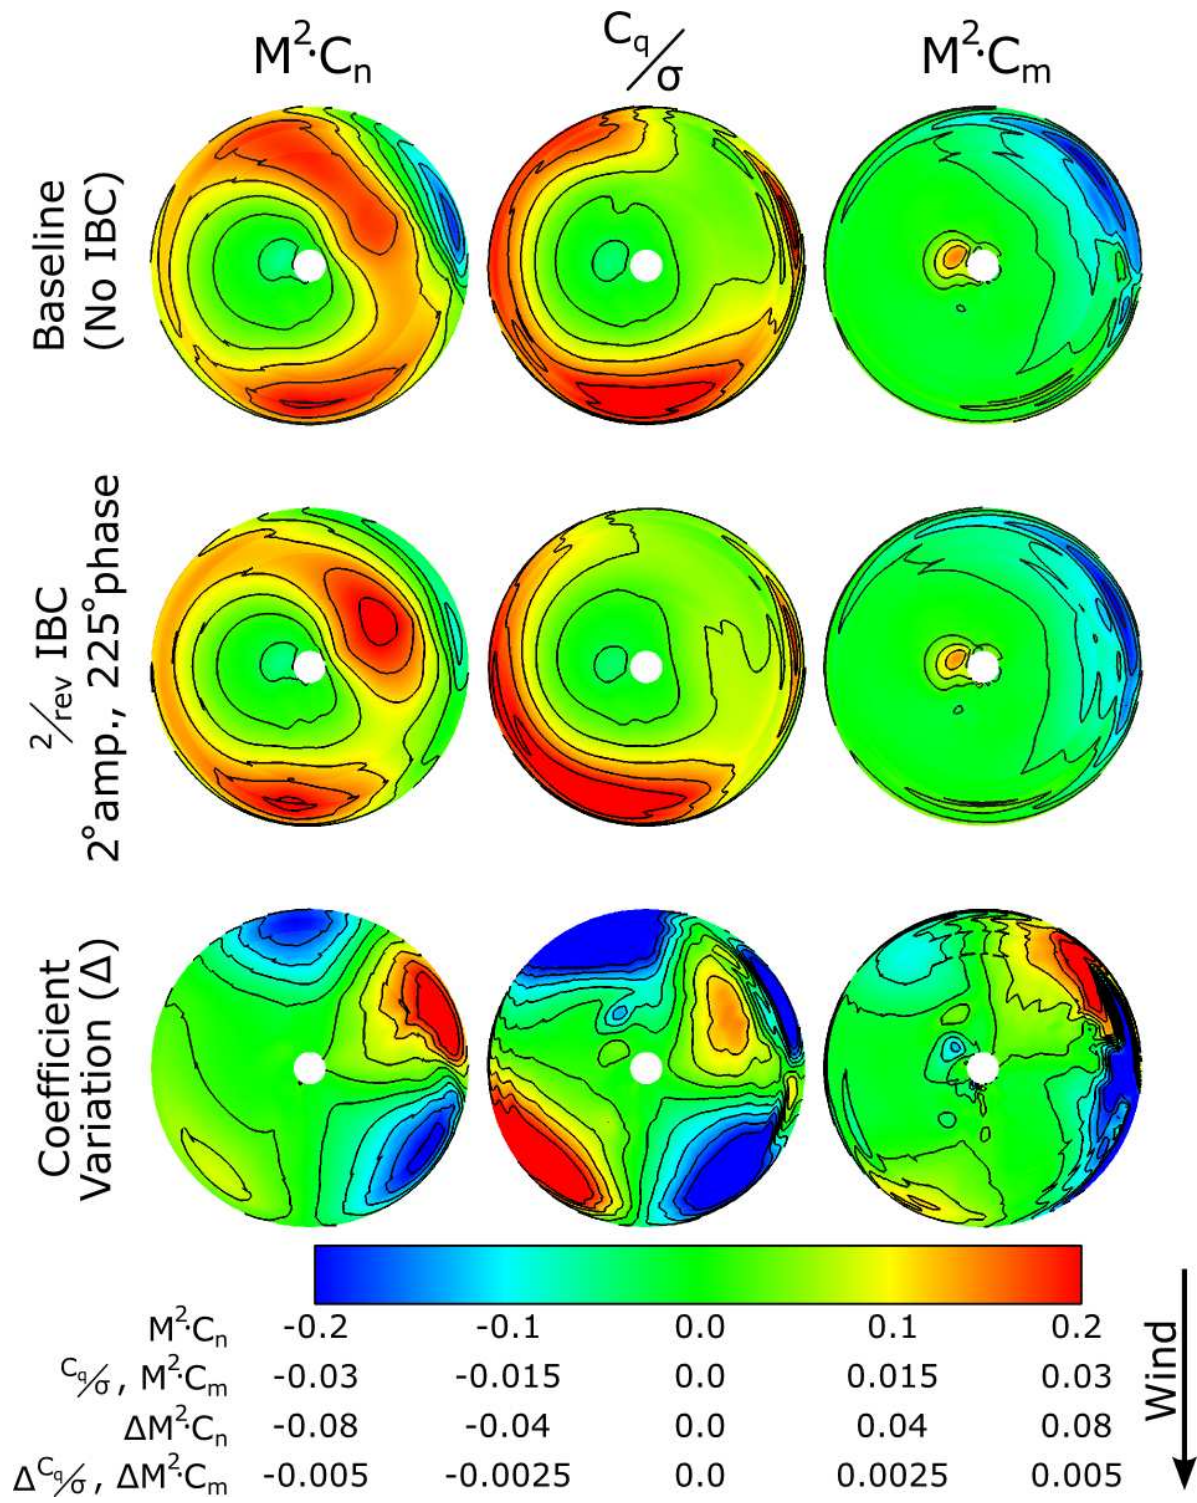 M²·Cₙ C_q/σ M²·Cₘ
Baseline
(No IBC)
2/rev IBC
2°amp., 225°phase
Coefficient
Variation (Δ)
M²·Cₙ -0.2 -0.1 0.0 0.1 0.2
C_q/σ , M²·Cₘ -0.03 -0.015 0.0 0.015 0.03
ΔM²·Cₙ -0.08 -0.04 0.0 0.04 0.08
ΔC_q/σ , ΔM²·Cₘ -0.005 -0.0025 0.0 0.0025 0.005
Wind